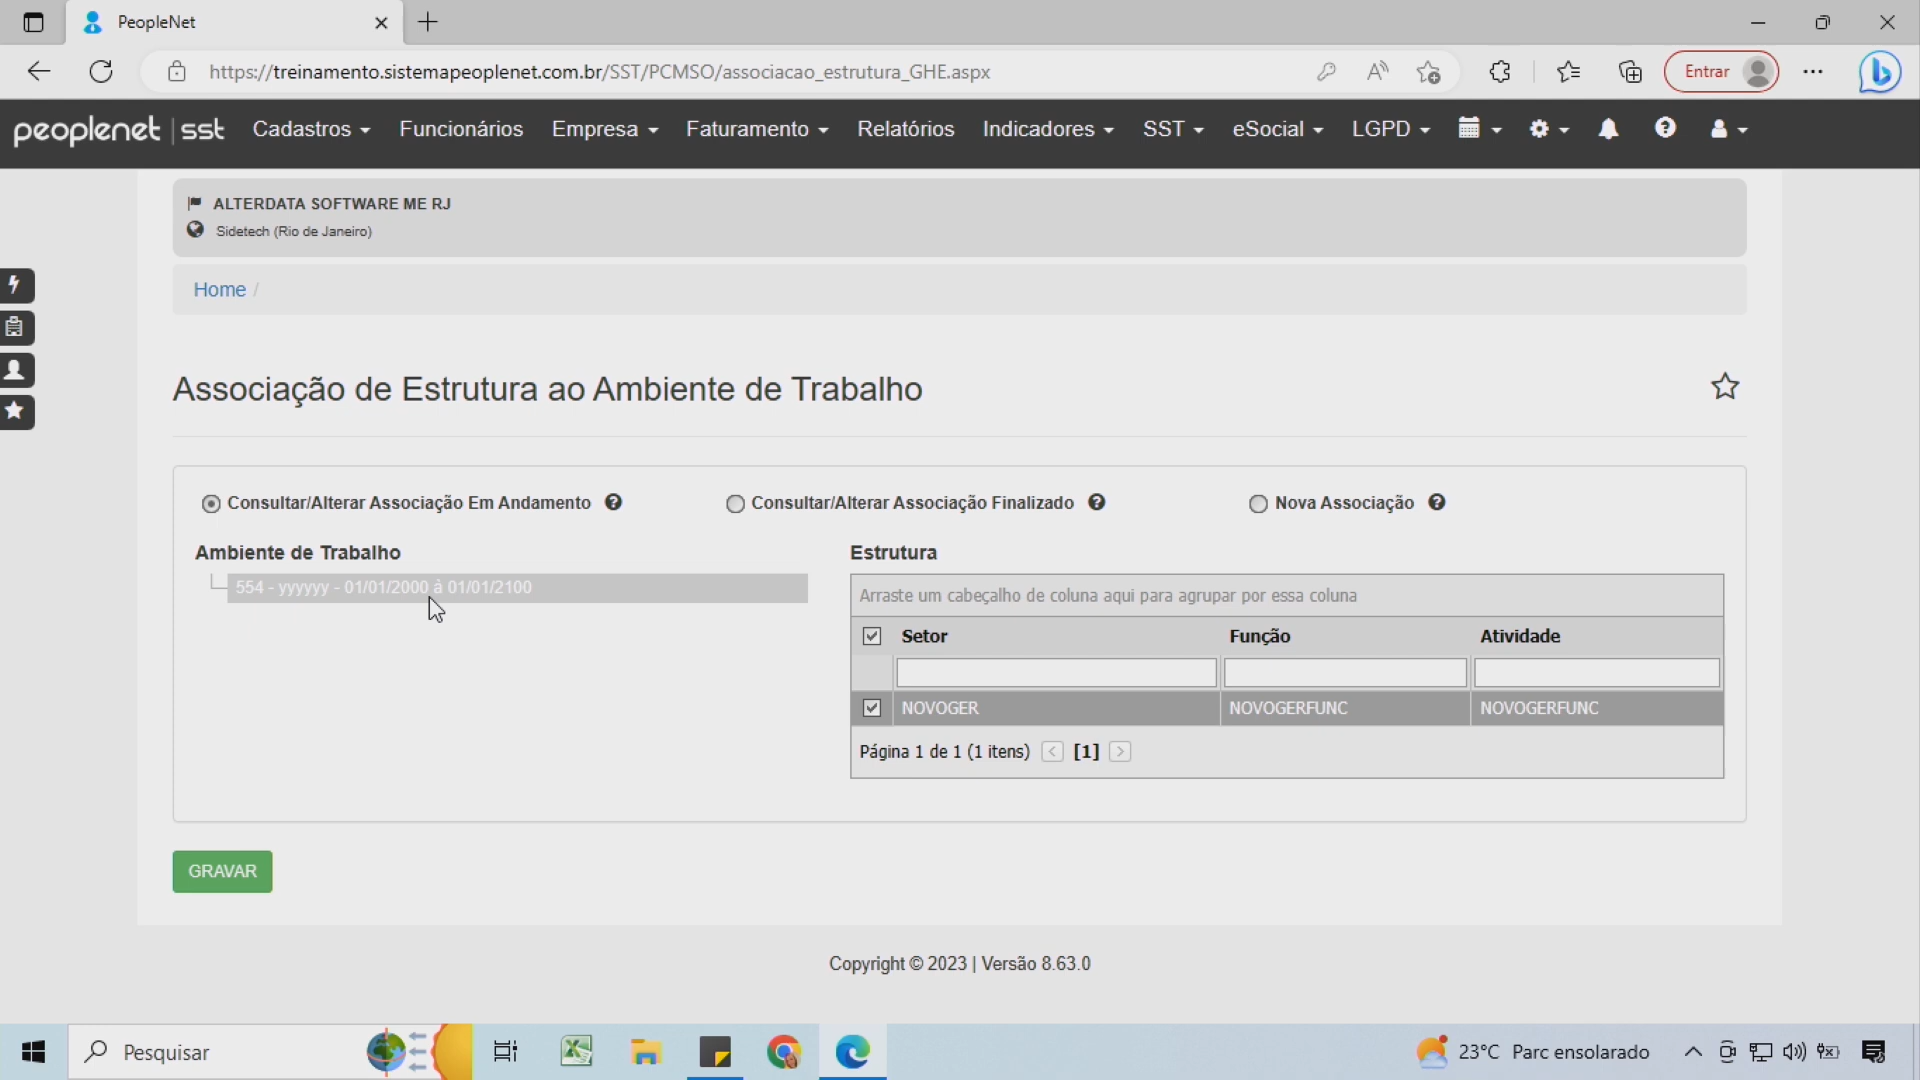 PeopleNet
https://treinamento.sistemapeoplenet.com.br/SST/PCMSO/associacao_estrutura_GHE.aspx
Entrar
peoplenet | sst Cadastros Funcionários Empresa Faturamento Relatórios Indicadores SST eSocial LGPD
ALTERDATA SOFTWARE ME RJ
Sidetech (Rio de Janeiro)
Home /
Associação de Estrutura ao Ambiente de Trabalho
Consultar/Alterar Associação Em Andamento Consultar/Alterar Associação Finalizado Nova Associação
Ambiente de Trabalho
554 - yyyyyy - 01/01/2000 à 01/01/2100
Estrutura
Arraste um cabeçalho de coluna aqui para agrupar por essa coluna
Setor Função Atividade
NOVOGER NOVOGERFUNC NOVOGERFUNC
Página 1 de 1 (1 itens) < [1] >
GRAVAR
Copyright © 2023 | Versão 8.63.0
Pesquisar
23°C Parc ensolarado